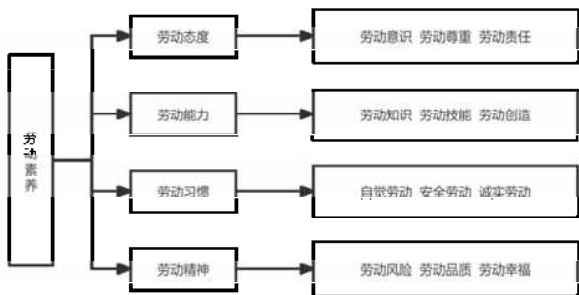 劳动素养
劳动态度
劳动意识 劳动尊重 劳动责任
劳动能力
劳动知识 劳动技能 劳动创造
劳动习惯
自觉劳动 安全劳动 诚实劳动
劳动精神
劳动风险 劳动品质 劳动幸福